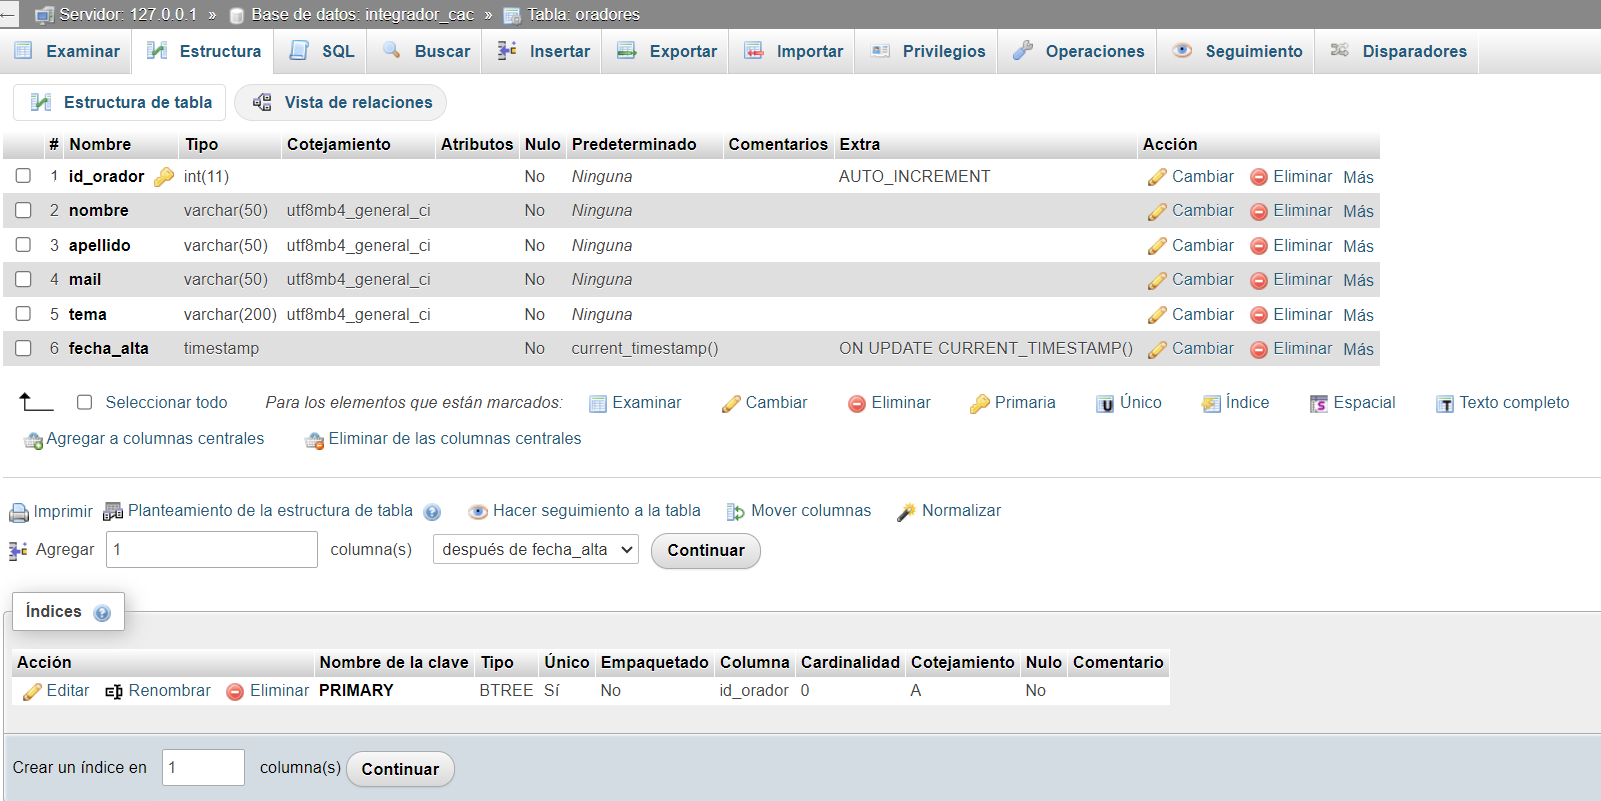 ← Servidor: 127.0.0.1 » Base de datos: integrador_cac » Tabla: oradores
Examinar Estructura SQL Buscar Insertar Exportar Importar Privilegios Operaciones Seguimiento Disparadores
Estructura de tabla Vista de relaciones
# Nombre Tipo Cotejamiento Atributos Nulo Predeterminado Comentarios Extra Acción
1 id_orador int(11) No Ninguna AUTO_INCREMENT Cambiar Eliminar Más
2 nombre varchar(50) utf8mb4_general_ci No Ninguna Cambiar Eliminar Más
3 apellido varchar(50) utf8mb4_general_ci No Ninguna Cambiar Eliminar Más
4 mail varchar(50) utf8mb4_general_ci No Ninguna Cambiar Eliminar Más
5 tema varchar(200) utf8mb4_general_ci No Ninguna Cambiar Eliminar Más
6 fecha_alta timestamp No current_timestamp() ON UPDATE CURRENT_TIMESTAMP() Cambiar Eliminar Más
Seleccionar todo Para los elementos que están marcados: Examinar Cambiar Eliminar Primaria Único Índice Espacial Texto completo
Agregar a columnas centrales Eliminar de las columnas centrales
Imprimir Planteamiento de la estructura de tabla Hacer seguimiento a la tabla Mover columnas Normalizar
Agregar 1 columna(s) después de fecha_alta Continuar
Índices
Acción Nombre de la clave Tipo Único Empaquetado Columna Cardinalidad Cotejamiento Nulo Comentario
Editar Renombrar Eliminar PRIMARY BTREE Sí No id_orador 0 A No
Crear un índice en 1 columna(s) Continuar